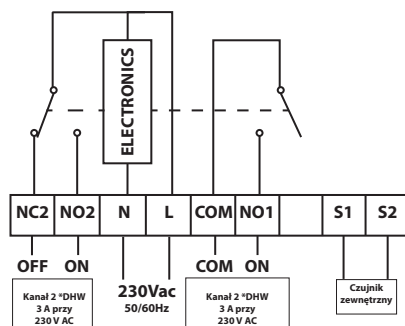 ELECTRONICS
NC2 NO2 N L COM NO1 S1 S2
OFF ON 230Vac COM ON
50/60Hz
Kanał 2 *DHW
3 A przy
230 V AC
Kanał 2 *DHW
3 A przy
230 V AC
Czujnik
zewnętrzny